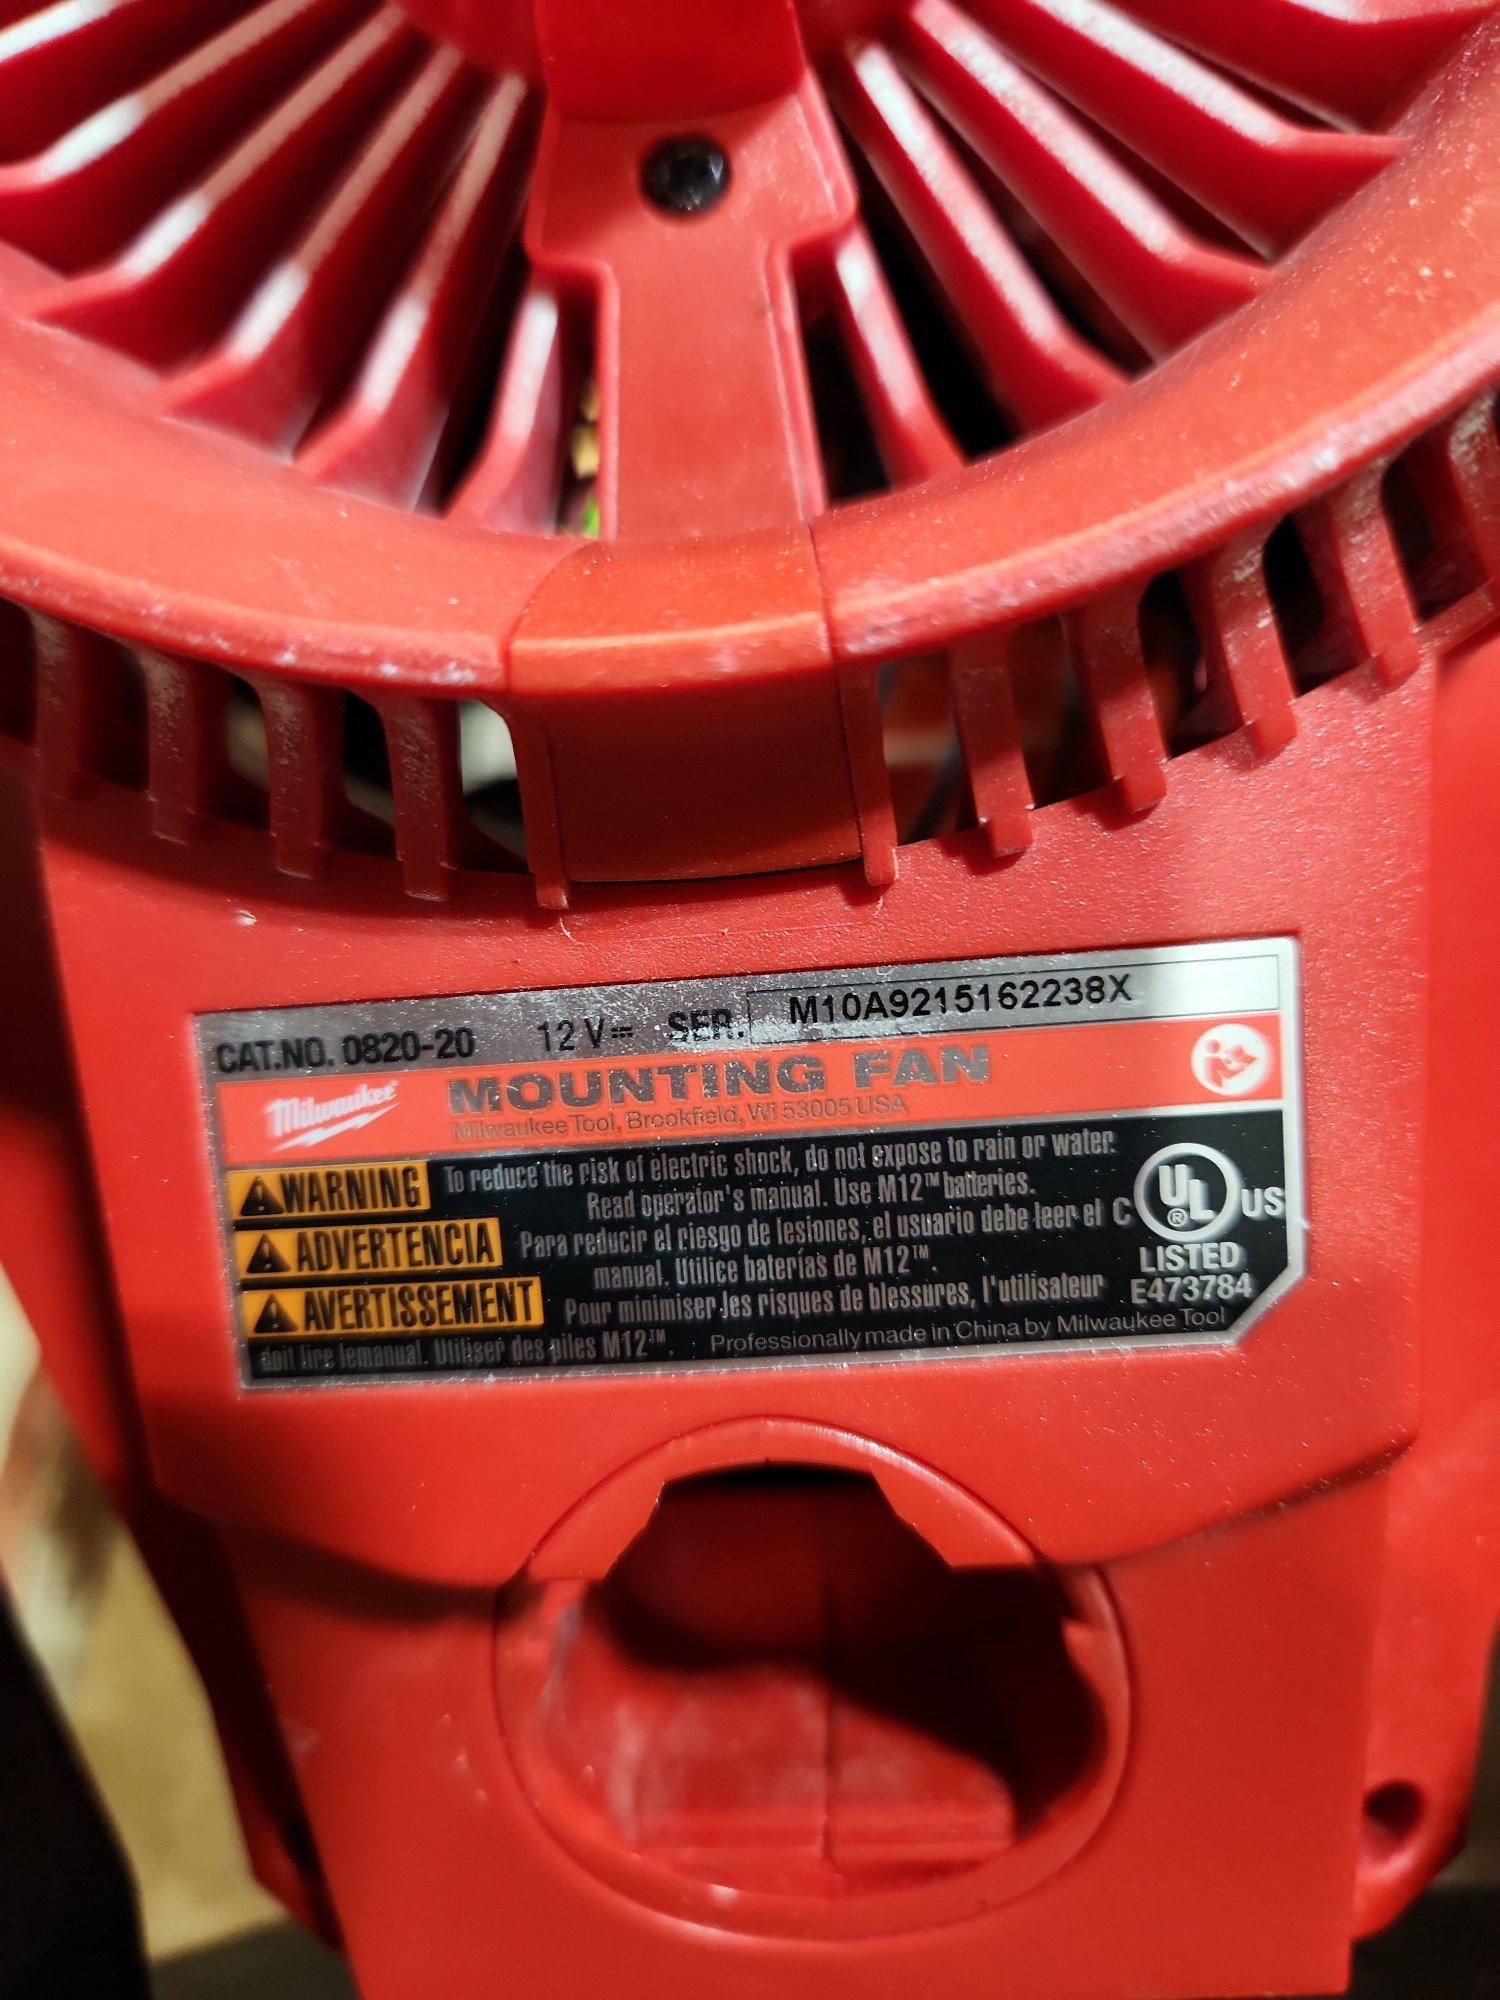 CAT.NO. 0820-20 12 V⎓ SER. M10A9215162238X
Milwaukee® MOUNTING FAN
Milwaukee Tool, Brookfield, WI 53005 USA
WARNING To reduce the risk of electric shock, do not expose to rain or water.
Read operator's manual. Use M12™ batteries.
ADVERTENCIA Para reducir el riesgo de lesiones, el usuario debe leer el
manual. Utilice baterías de M12™.
AVERTISSEMENT Pour minimiser les risques de blessures, l'utilisateur
doit lire lemanual. Utiliser des piles M12™.
C UL® US
LISTED
E473784
Professionally made in China by Milwaukee Tool